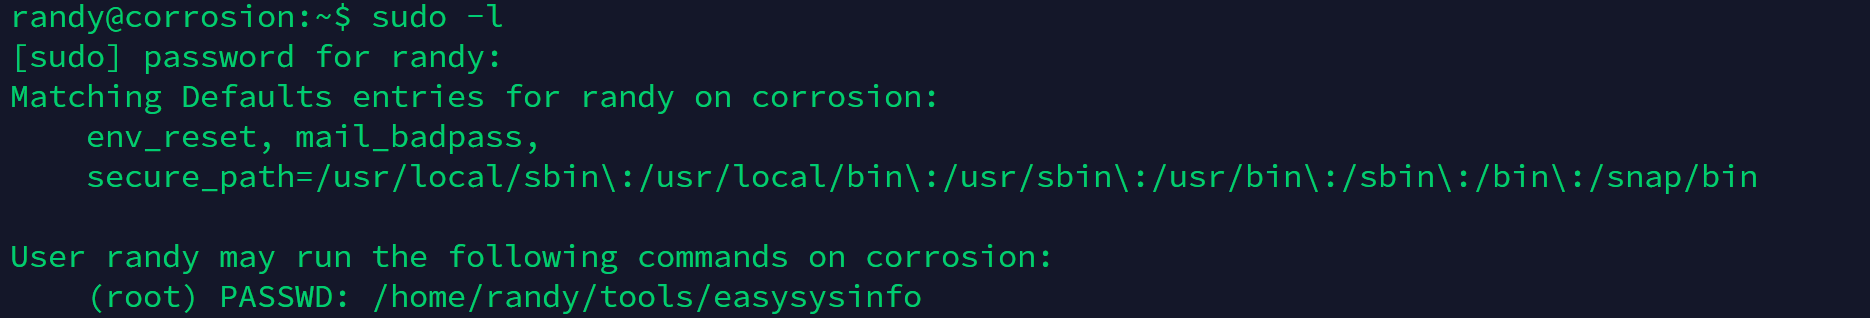 randy@corrosion:~$ sudo -l
[sudo] password for randy:
Matching Defaults entries for randy on corrosion:
    env_reset, mail_badpass,
    secure_path=/usr/local/sbin\:/usr/local/bin\:/usr/sbin\:/usr/bin\:/sbin\:/bin\:/snap/bin

User randy may run the following commands on corrosion:
    (root) PASSWD: /home/randy/tools/easysysinfo